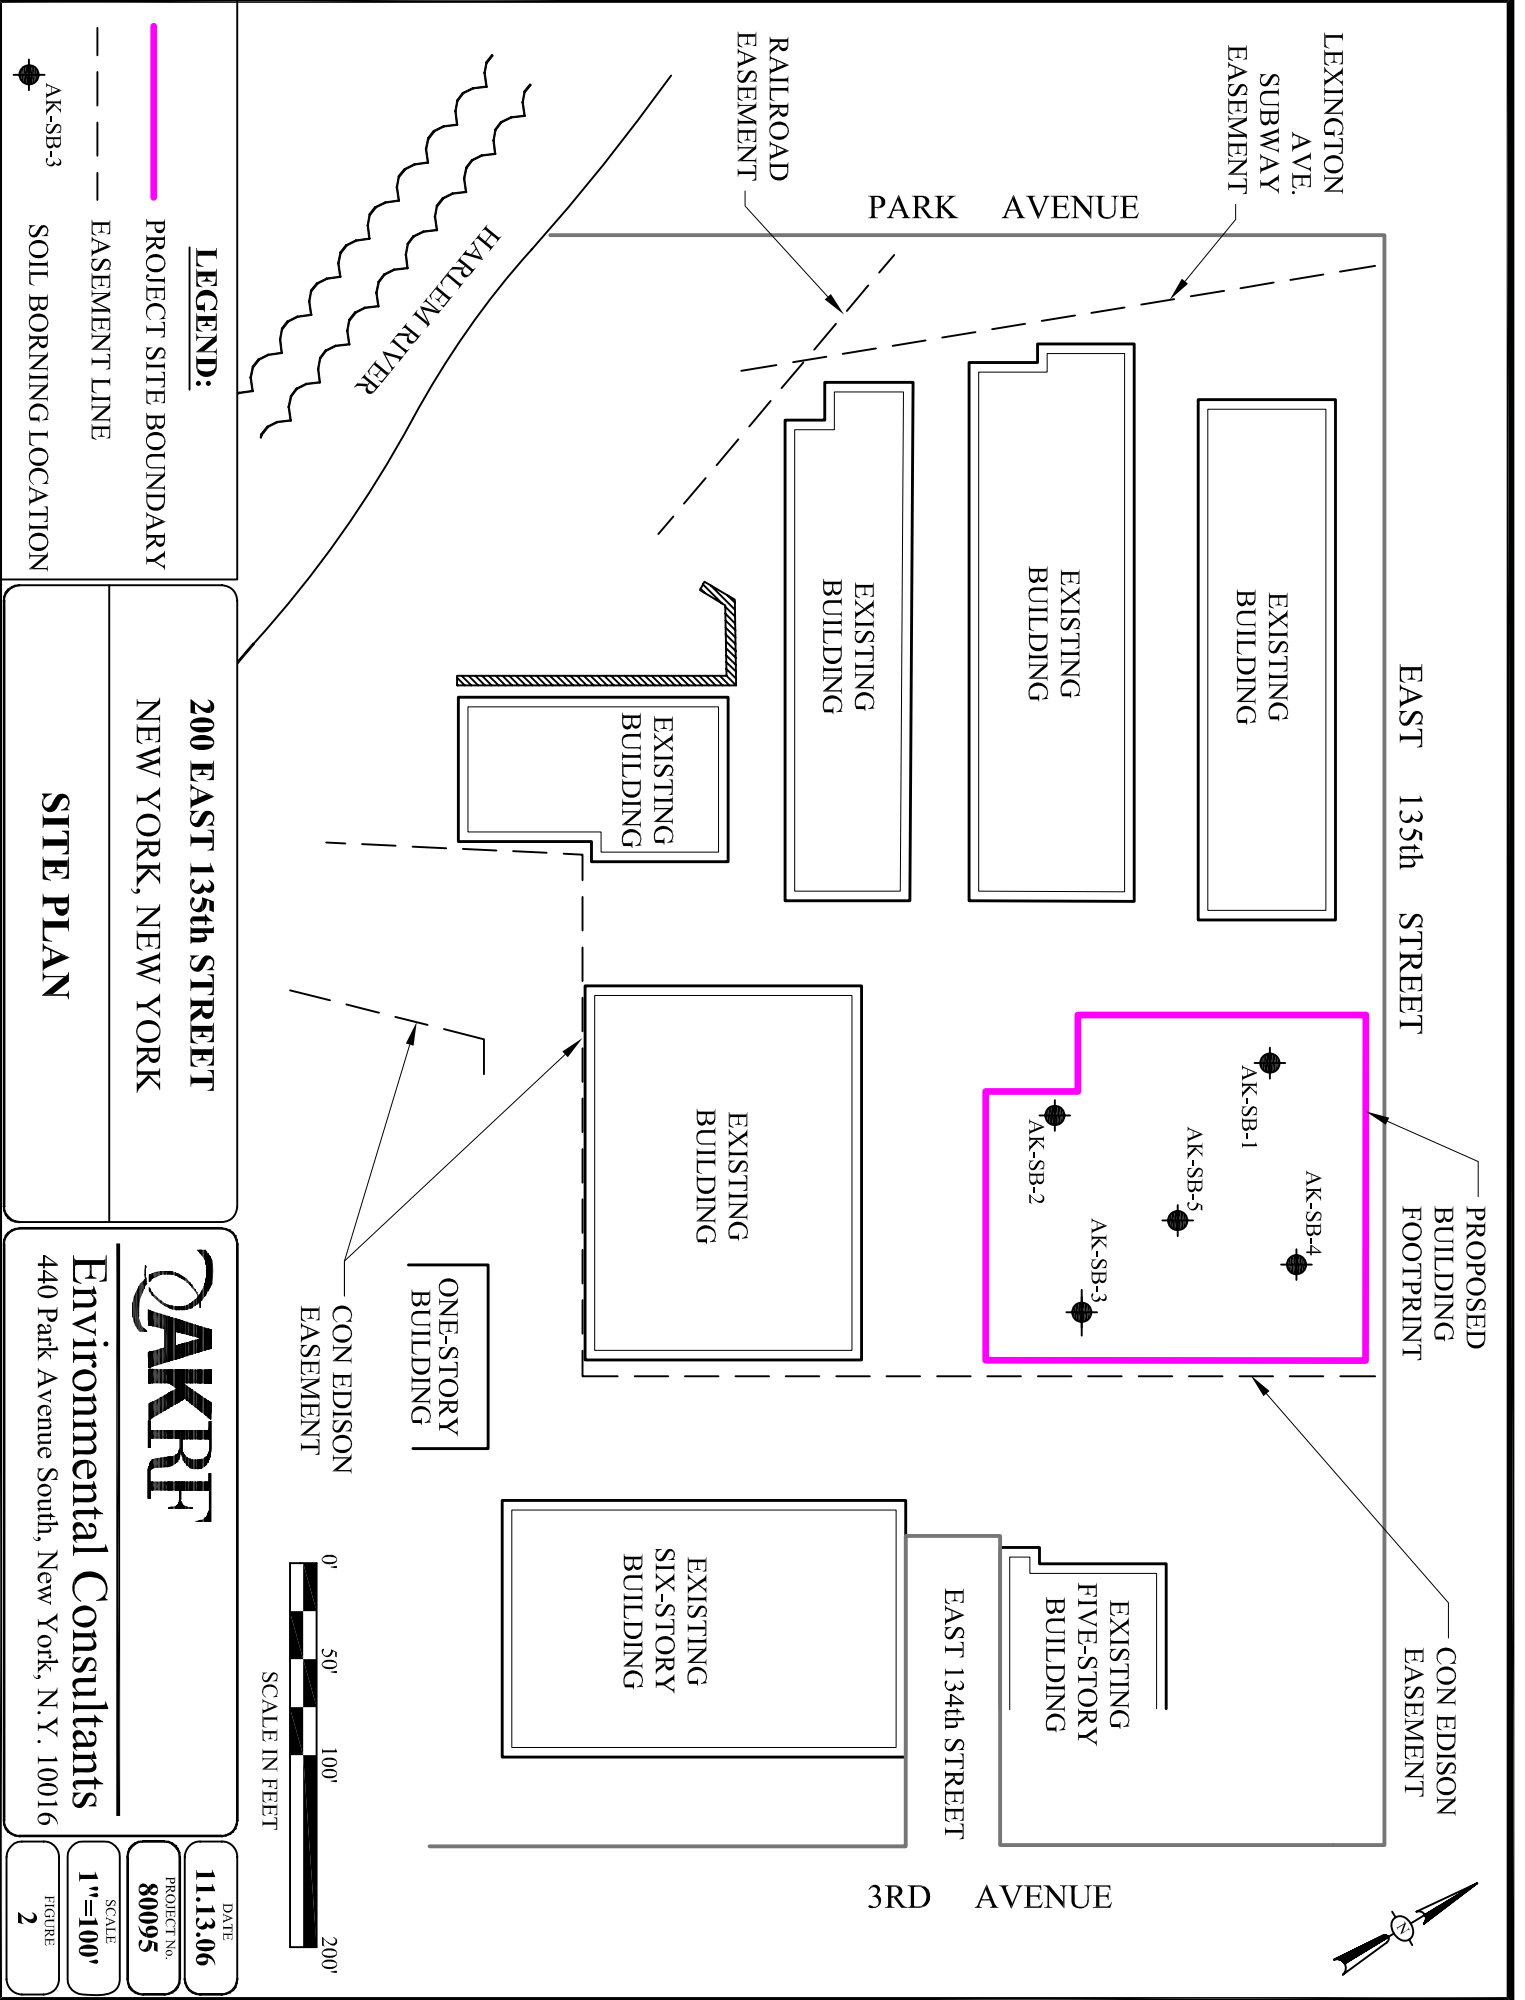 EAST 135th STREET
PARK AVENUE
3RD AVENUE
EAST 134th STREET
LEXINGTON
AVE.
SUBWAY
EASEMENT
RAILROAD
EASEMENT
HARLEM RIVER
EXISTING
BUILDING
EXISTING
BUILDING
EXISTING
BUILDING
EXISTING
BUILDING
EXISTING
BUILDING
PROPOSED
BUILDING
FOOTPRINT
AK-SB-1
AK-SB-2
AK-SB-5
AK-SB-4
AK-SB-3
CON EDISON
EASEMENT
EXISTING
FIVE-STORY
BUILDING
EXISTING
SIX-STORY
BUILDING
ONE-STORY
BUILDING
CON EDISON
EASEMENT
N
0' 50' 100' 200'
SCALE IN FEET
LEGEND:
PROJECT SITE BOUNDARY
EASEMENT LINE
AK-SB-3
SOIL BORNING LOCATION
200 EAST 135th STREET
NEW YORK, NEW YORK
SITE PLAN
AKRF
Environmental Consultants
440 Park Avenue South, New York, N.Y. 10016
DATE
11.13.06
PROJECT No.
80095
SCALE
1"=100'
FIGURE
2